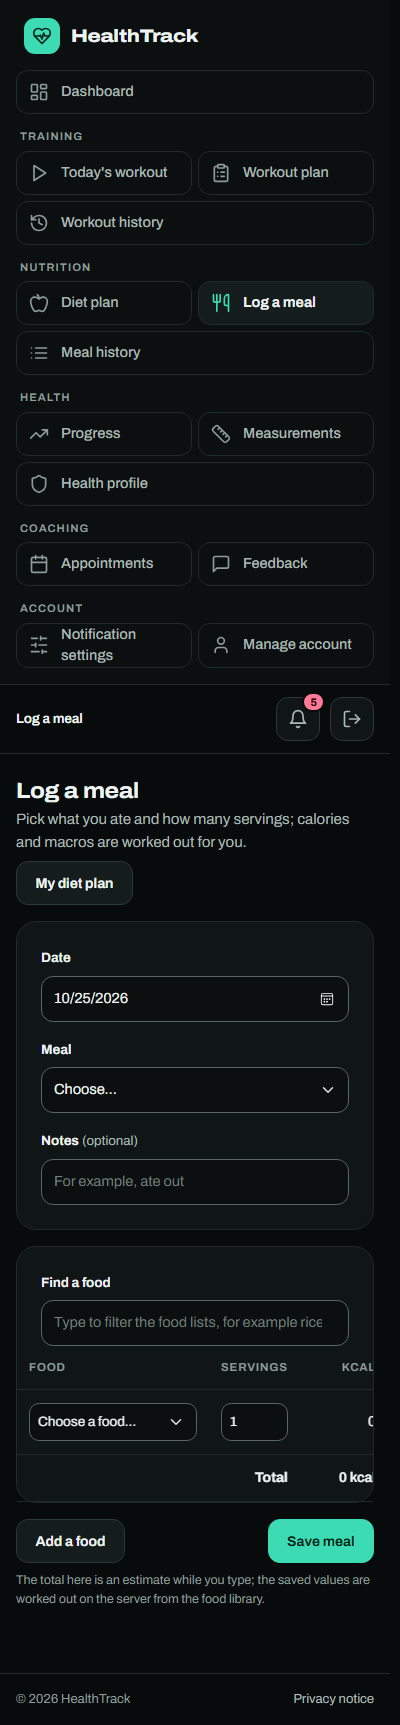 HealthTrack
Dashboard
TRAINING
Today's workout
Workout plan
Workout history
NUTRITION
Diet plan
Log a meal
Meal history
HEALTH
Progress
Measurements
Health profile
COACHING
Appointments
Feedback
ACCOUNT
Notification
settings
Manage account
Log a meal
5
Log a meal
Pick what you ate and how many servings; calories
and macros are worked out for you.
My diet plan
Date
10/25/2026
Meal
Choose...
Notes (optional)
For example, ate out
Find a food
Type to filter the food lists, for example rice
FOOD SERVINGS KCAL
Choose a food... 1 0
Total 0 kcal
Add a food
Save meal
The total here is an estimate while you type; the saved values are
worked out on the server from the food library.
© 2026 HealthTrack
Privacy notice